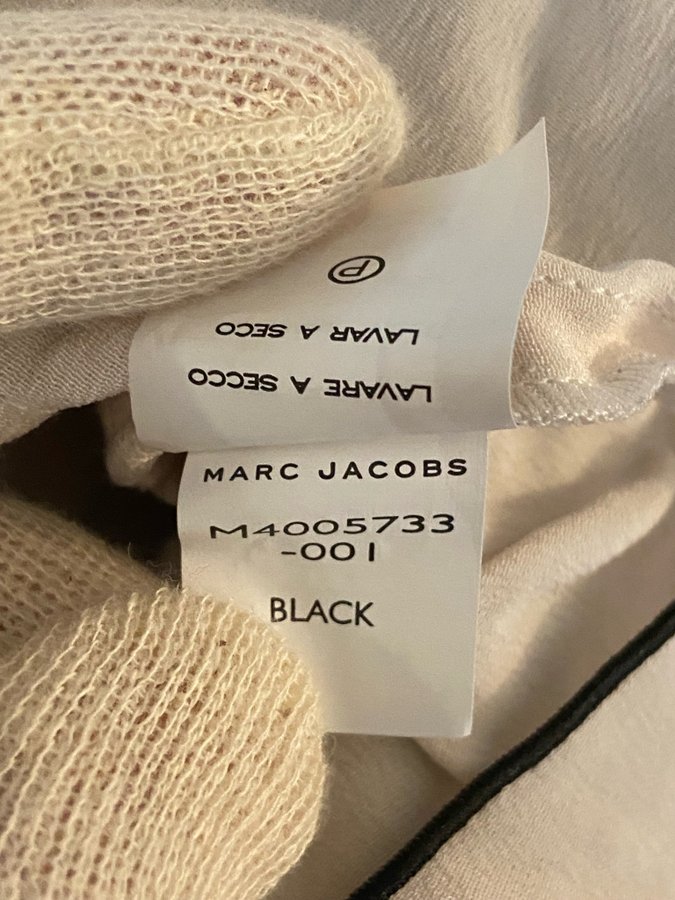 Ⓟ
LAVAR A SECO
LAVARE A SECCO
MARC JACOBS
M4005733
-001
BLACK